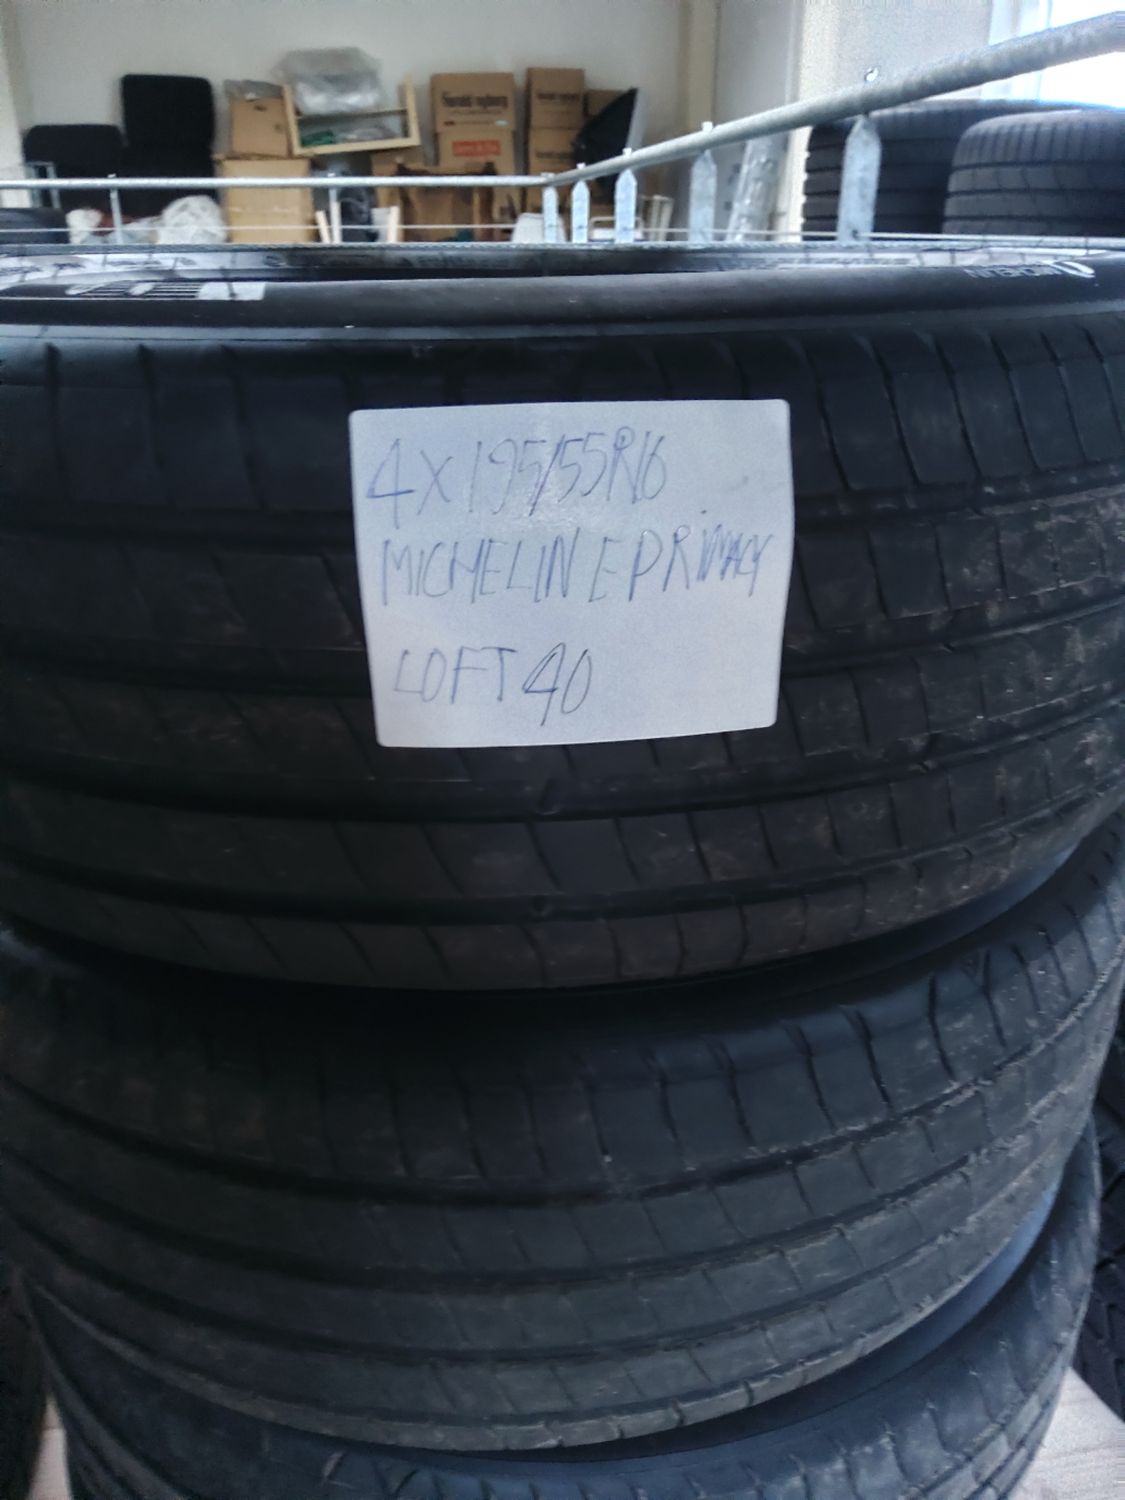 4X195/55R16
MICHELIN E PRiMACY
LOFT 40